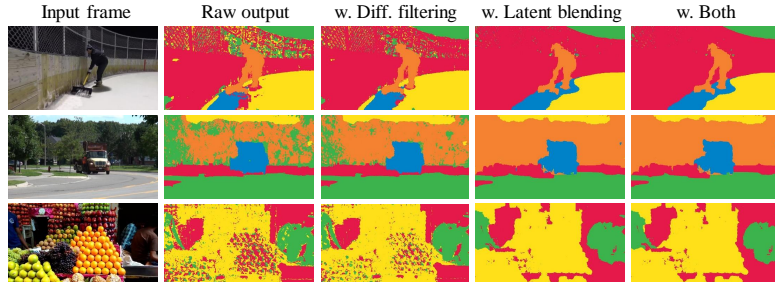 Input frame Raw output w. Diff. filtering w. Latent blending w. Both